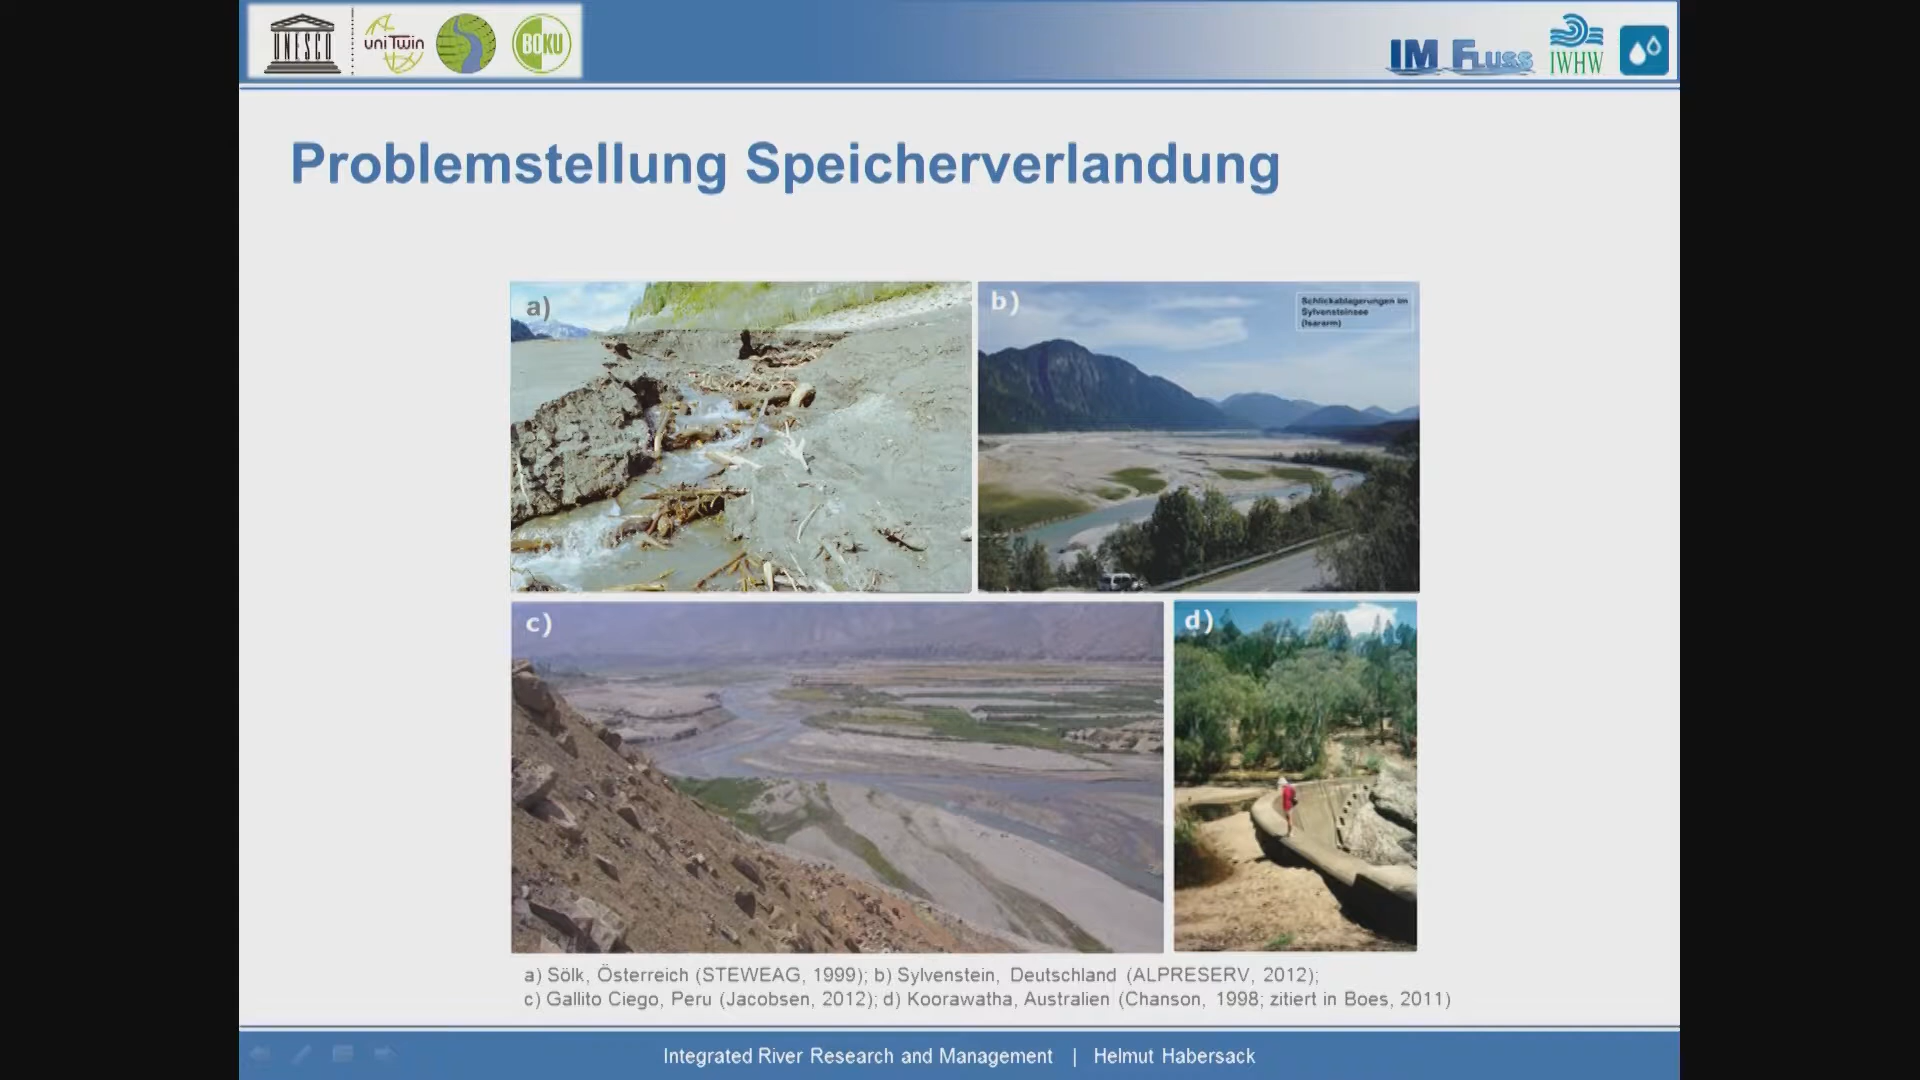 UNESCO
uniTwin
BOKU
IM FLUSS
IWHW
Problemstellung Speicherverlandung
a)
b)
Schlickablagerungen im
Sylvensteinsee
(Isararm)
c)
d)
a) Sölk, Österreich (STEWEAG, 1999); b) Sylvenstein, Deutschland (ALPRESERV, 2012);
c) Gallito Ciego, Peru (Jacobsen, 2012); d) Koorawatha, Australien (Chanson, 1998; zitiert in Boes, 2011)
Integrated River Research and Management | Helmut Habersack